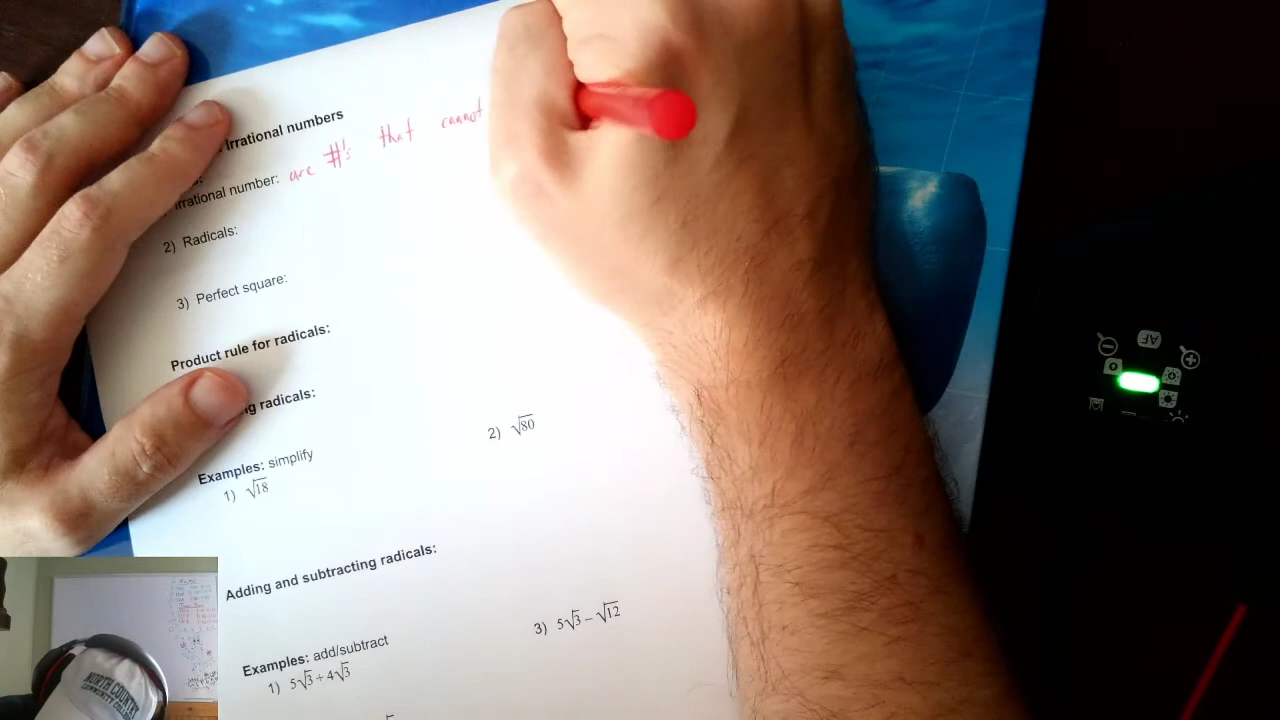 Irrational numbers
Irrational number: are #'s that cannot
2) Radicals:
3) Perfect square:
Product rule for radicals:
radicals:
2) √80
Examples: simplify
1) √18
Adding and subtracting radicals:
3) 5√3 – √12
Examples: add/subtract
1) 5√3 + 4√3
AF
NORTH COUNTRY
COMMUNITY COLLEGE